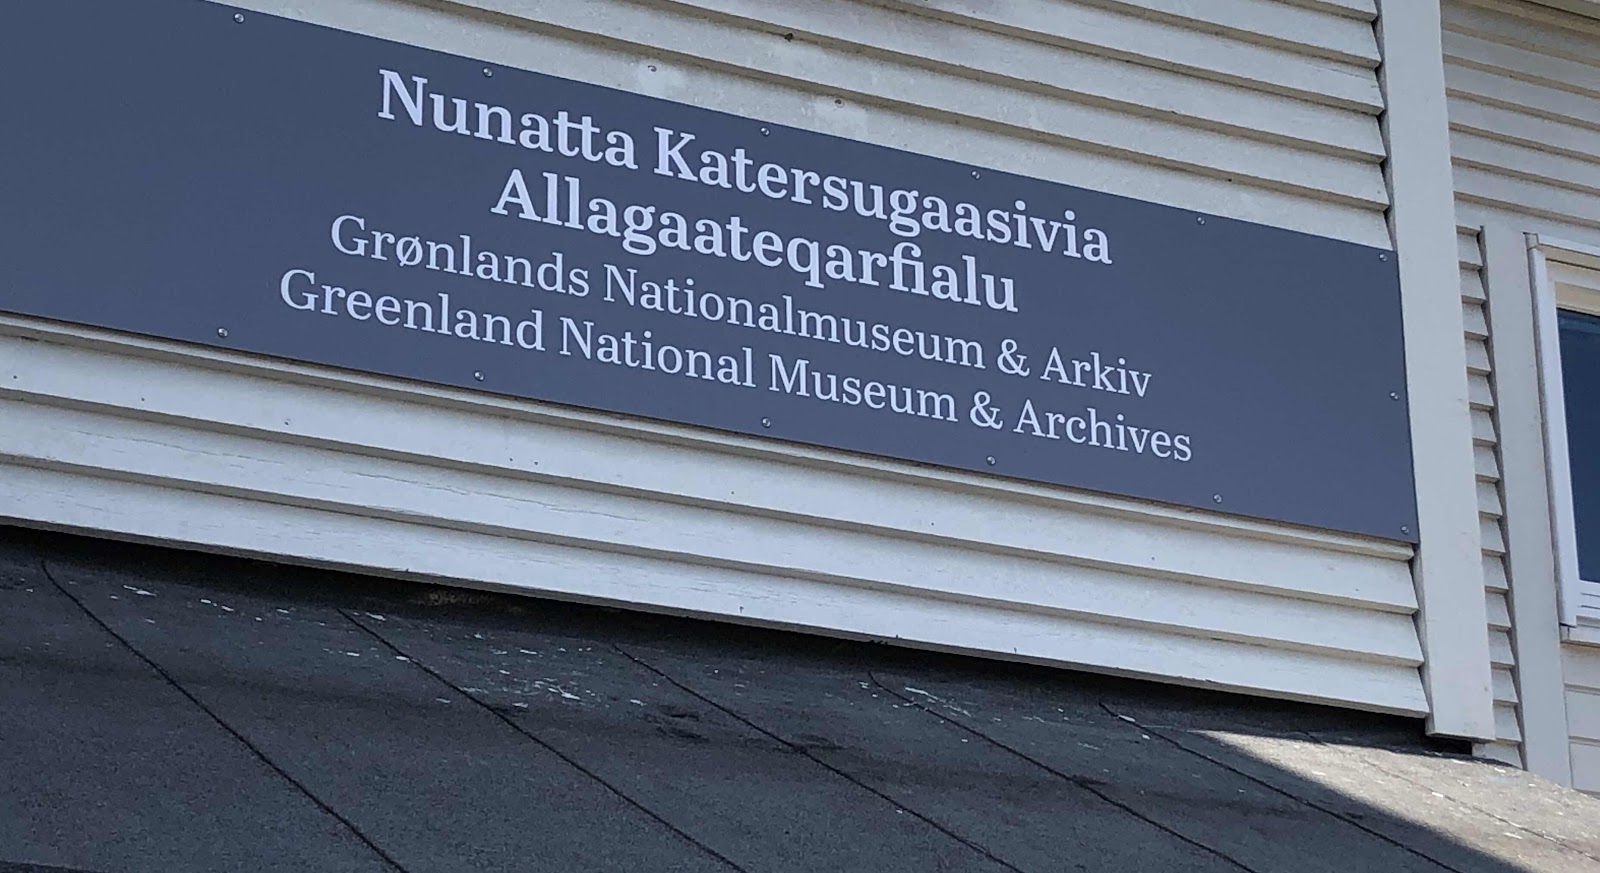 Nunatta Katersugaasivia
Allagaateqarfialu
Grønlands Nationalmuseum & Arkiv
Greenland National Museum & Archives